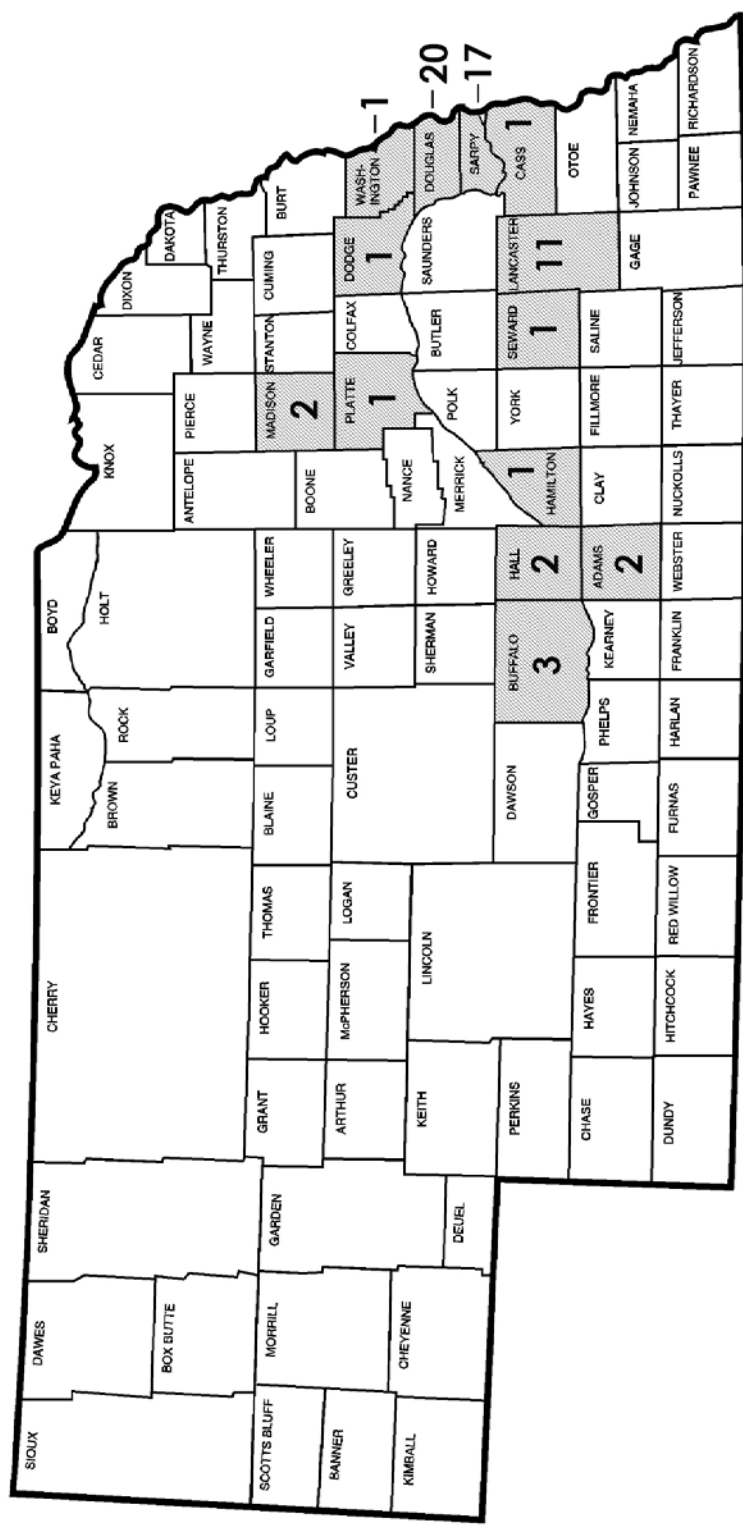 SIOUX
DAWES
SHERIDAN
CHERRY
KEYA PAHA
BOYD
BROWN
ROCK
HOLT
KNOX
CEDAR
DIXON
DAKOTA
BOX BUTTE
ANTELOPE
PIERCE
WAYNE
THURSTON
SCOTTS BLUFF
MORRILL
GARDEN
GRANT
HOOKER
THOMAS
BLAINE
LOUP
GARFIELD
WHEELER
BOONE
MADISON
2
STANTON
CUMING
BURT
BANNER
ARTHUR
McPHERSON
LOGAN
CUSTER
VALLEY
GREELEY
NANCE
PLATTE
1
COLFAX
DODGE
1
WASH-
INGTON
1
KIMBALL
CHEYENNE
DEUEL
KEITH
LINCOLN
SHERMAN
HOWARD
MERRICK
POLK
BUTLER
SAUNDERS
DOUGLAS
20
SARPY
17
PERKINS
DAWSON
BUFFALO
3
HALL
2
HAMILTON
1
YORK
SEWARD
1
LANCASTER
11
CASS
1
CHASE
HAYES
FRONTIER
GOSPER
PHELPS
KEARNEY
ADAMS
2
CLAY
FILLMORE
SALINE
OTOE
DUNDY
HITCHCOCK
RED WILLOW
FURNAS
HARLAN
FRANKLIN
WEBSTER
NUCKOLLS
THAYER
JEFFERSON
GAGE
JOHNSON
NEMAHA
PAWNEE
RICHARDSON